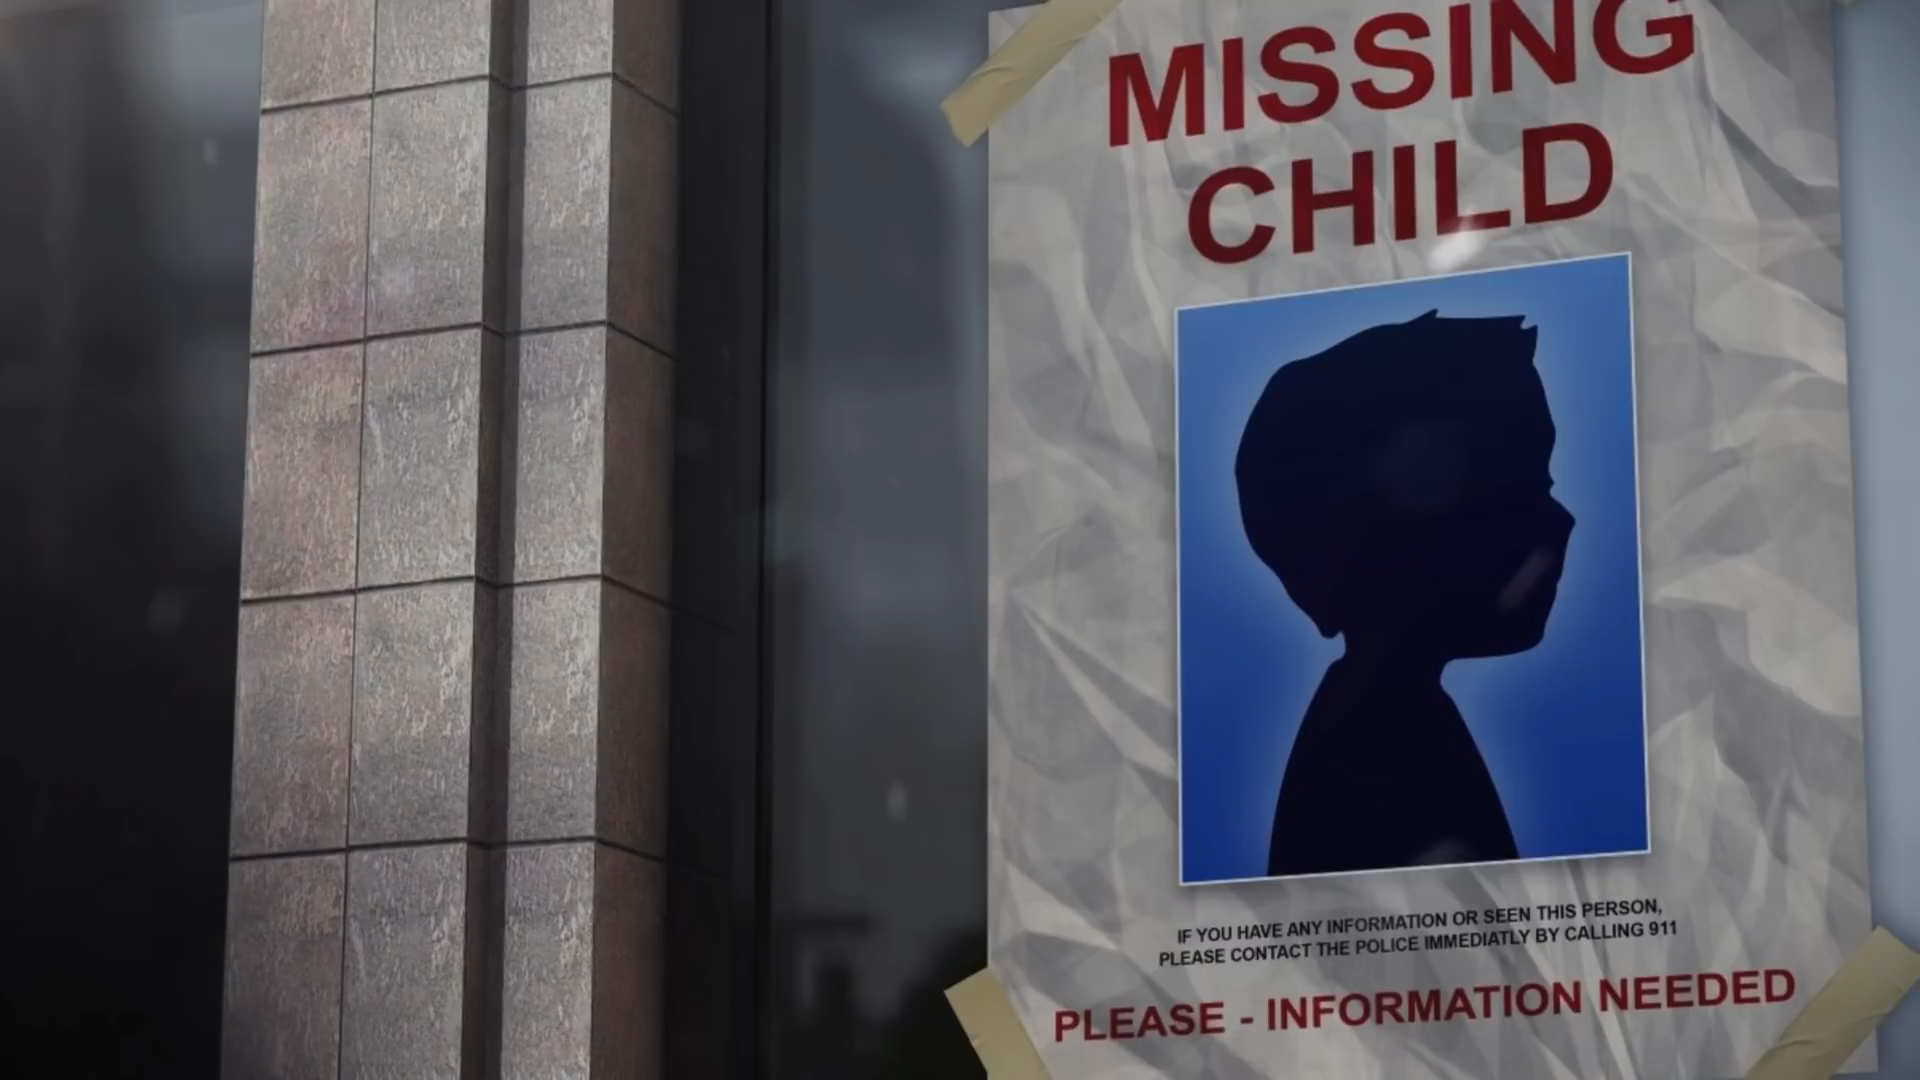 MISSING
CHILD
IF YOU HAVE ANY INFORMATION OR SEEN THIS PERSON,
PLEASE CONTACT THE POLICE IMMEDIATLY BY CALLING 911
PLEASE - INFORMATION NEEDED